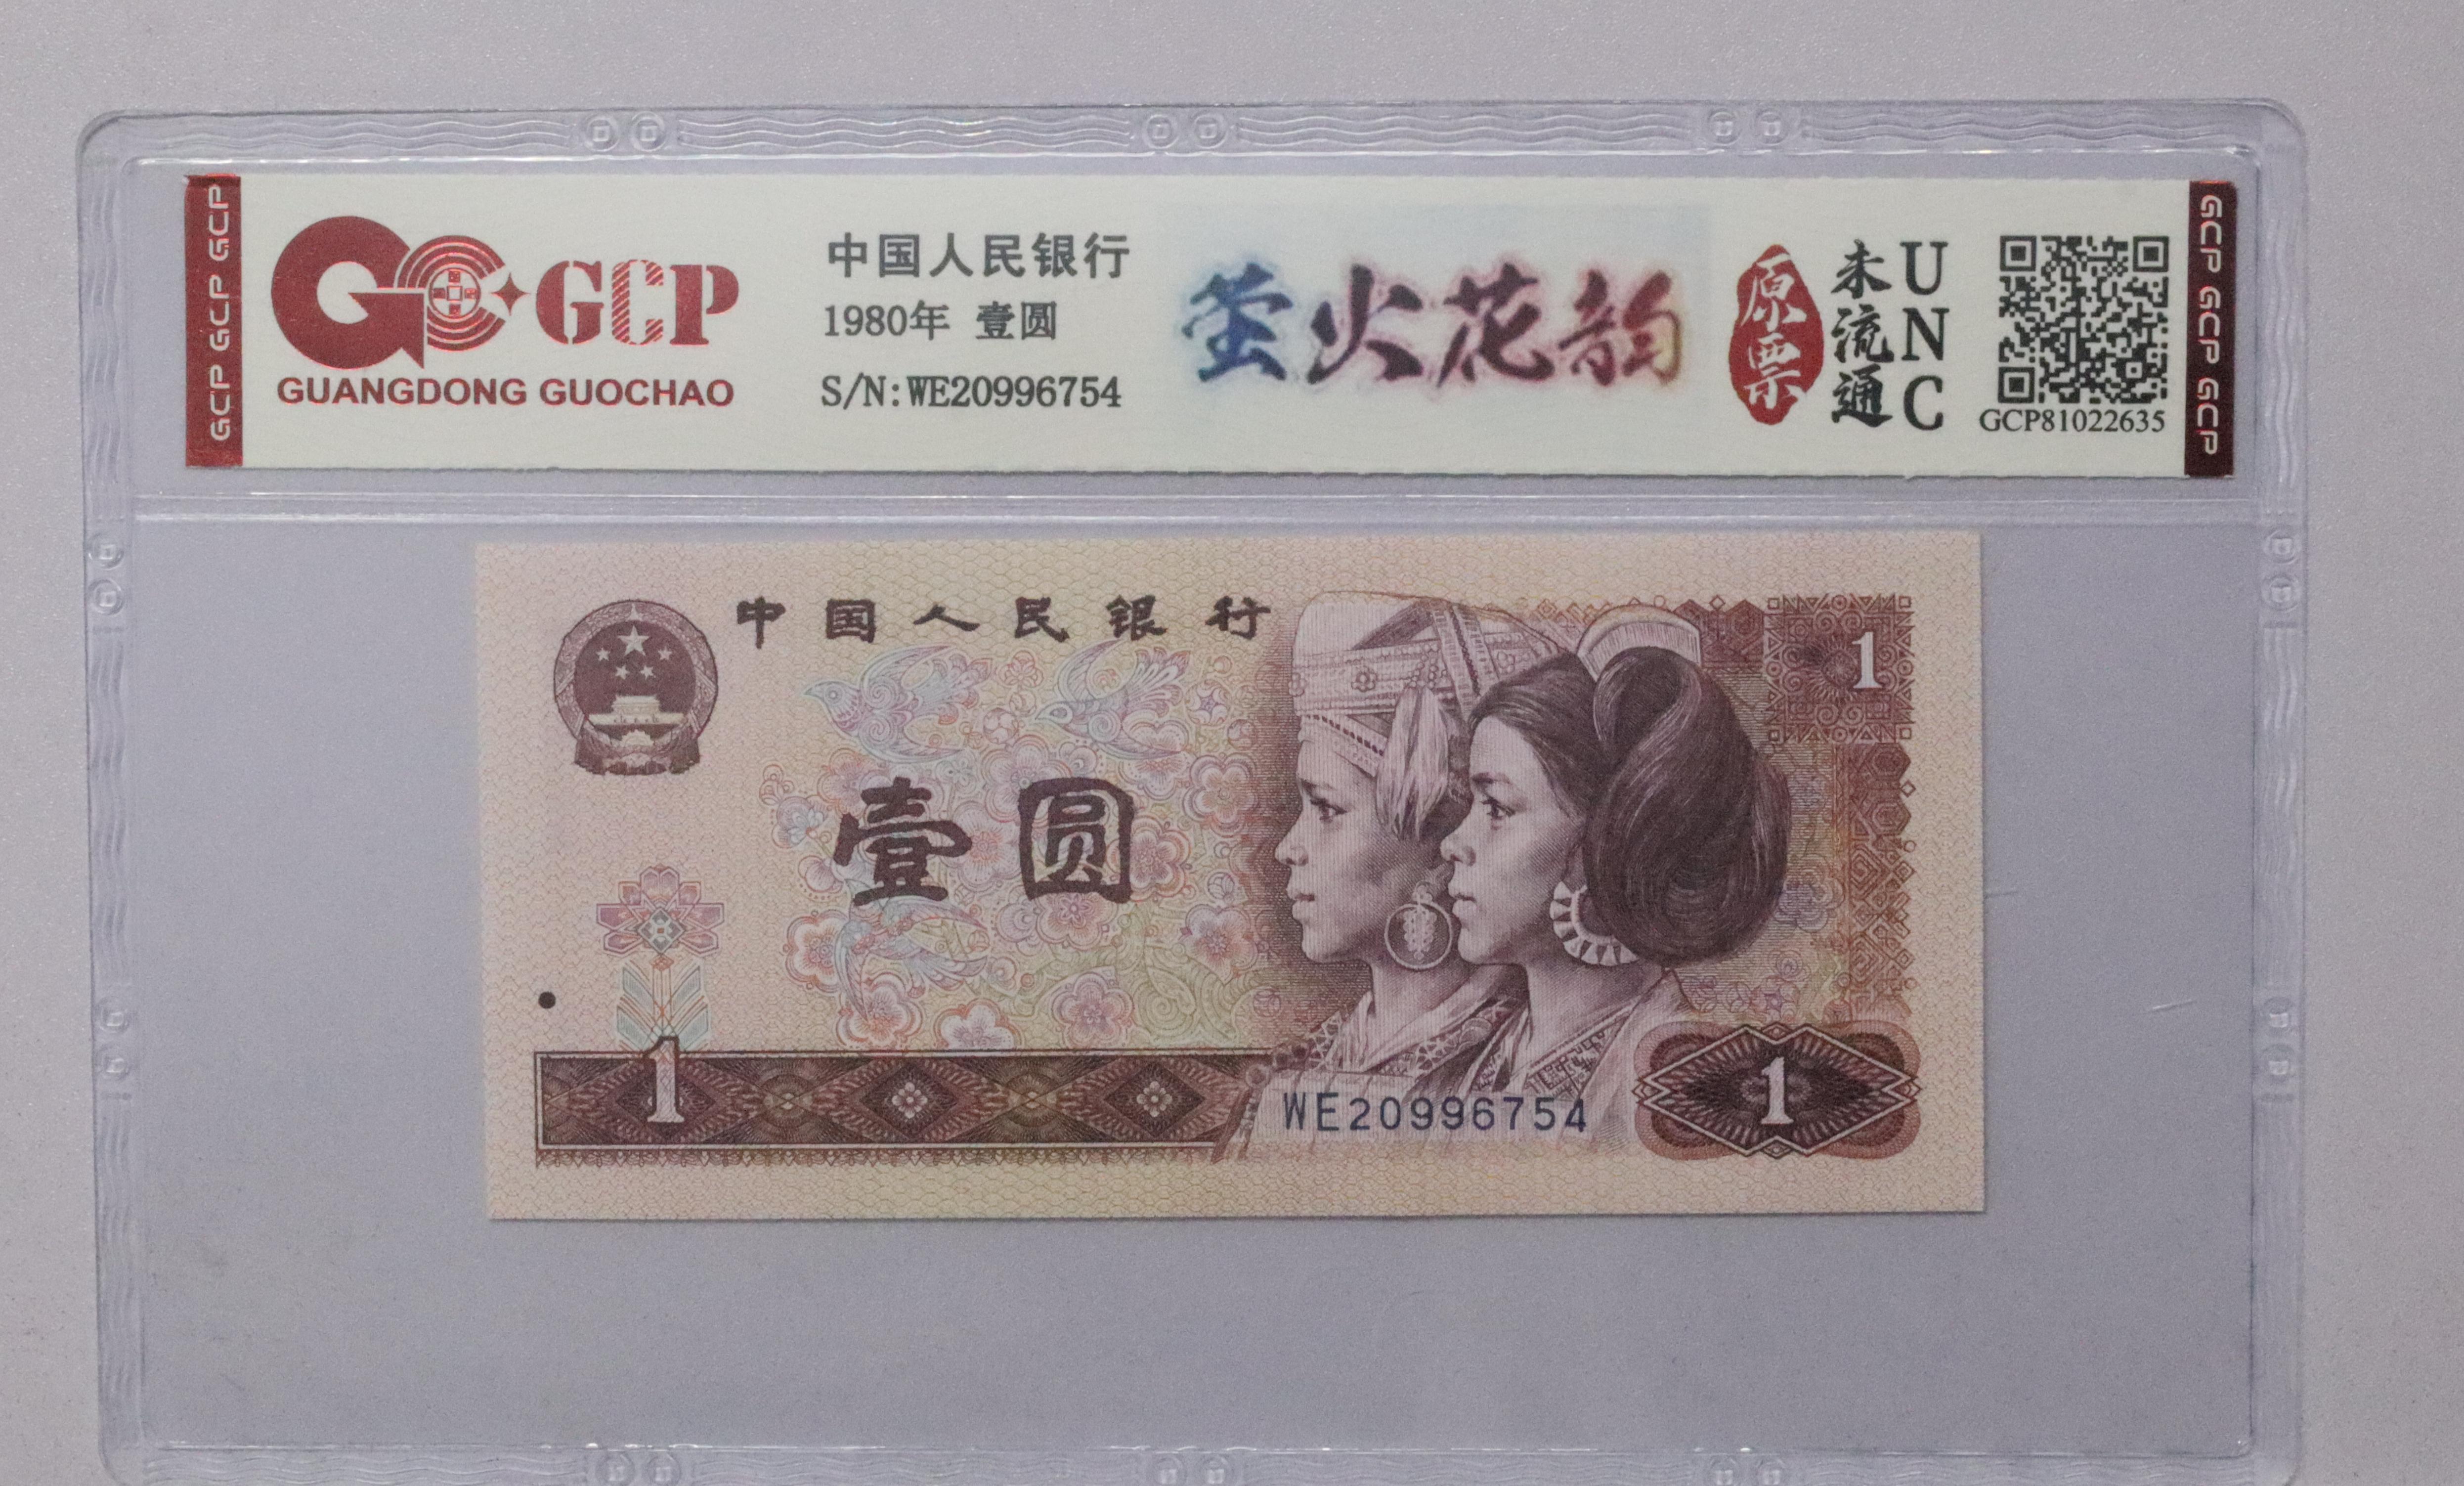 GCP GCP GCP
GCP
GUANGDONG GUOCHAO
中国人民银行
1980年 壹圆
S/N:WE20996754
萤火花韵
原票
未流通
UNC
GCP81022635
GCP GCP GCP
中国人民银行
1
壹圆
1
WE20996754
1